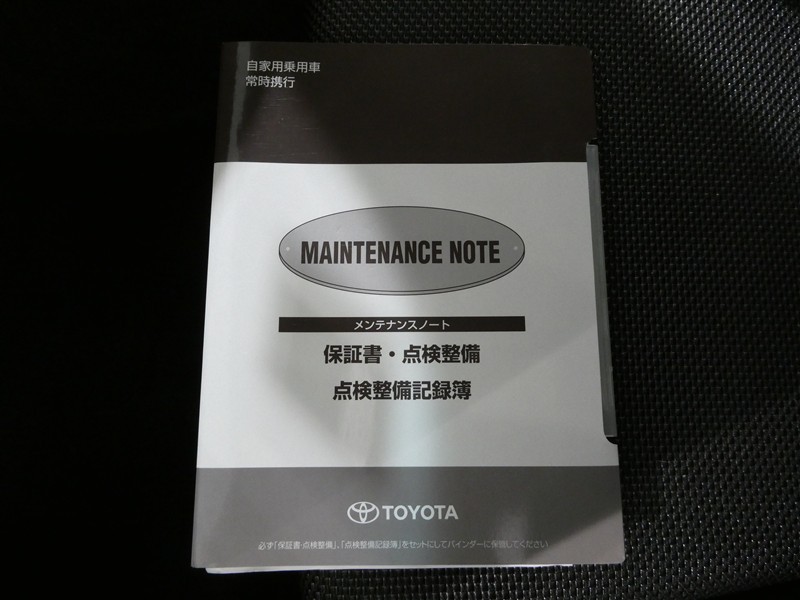 自家用乗用車
常時携行
MAINTENANCE NOTE
メンテナンスノート
保証書・点検整備
点検整備記録簿
TOYOTA
必ず「保証書・点検整備」、「点検整備記録簿」をセットにしてバインダーに保管してください